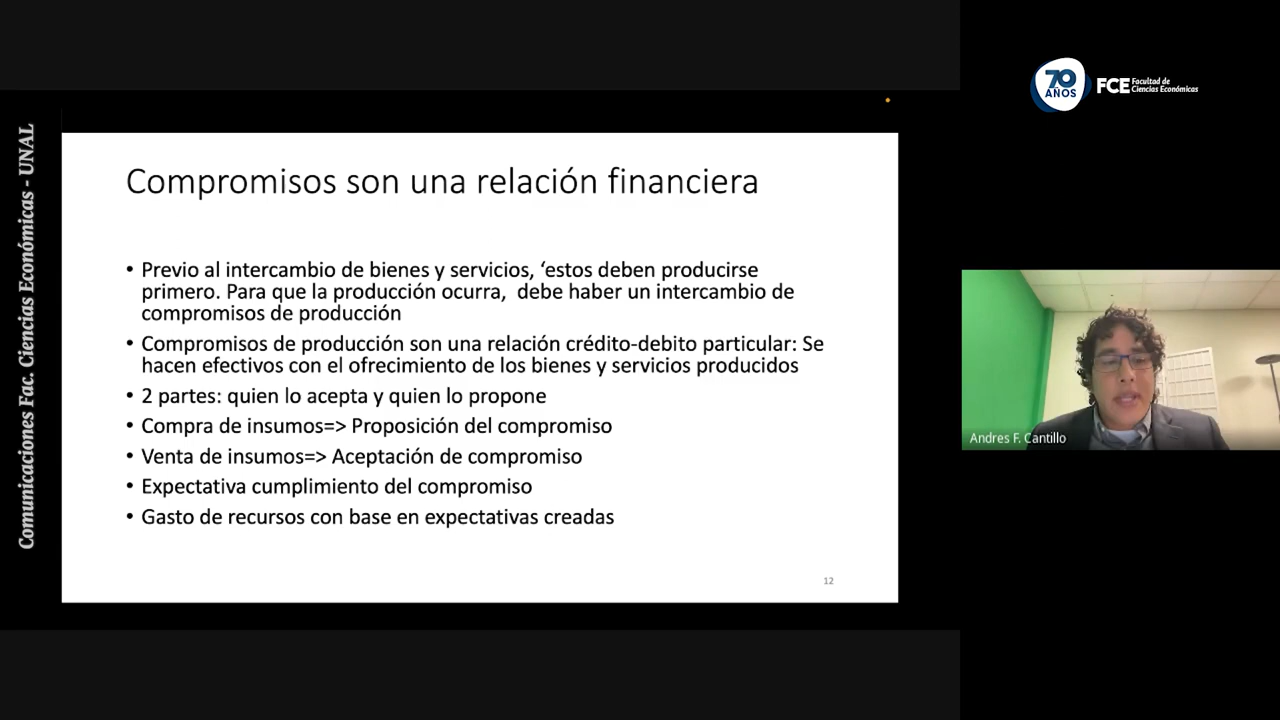 Comunicaciones Fac. Ciencias Económicas - UNAL
Compromisos son una relación financiera
• Previo al intercambio de bienes y servicios, ‘estos deben producirse
primero. Para que la producción ocurra,  debe haber un intercambio de
compromisos de producción
• Compromisos de producción son una relación crédito-debito particular: Se
hacen efectivos con el ofrecimiento de los bienes y servicios producidos
• 2 partes: quien lo acepta y quien lo propone
• Compra de insumos=> Proposición del compromiso
• Venta de insumos=> Aceptación de compromiso
• Expectativa cumplimiento del compromiso
• Gasto de recursos con base en expectativas creadas
12
70
AÑOS
FCE
Facultad de
Ciencias Económicas
Andres F. Cantillo